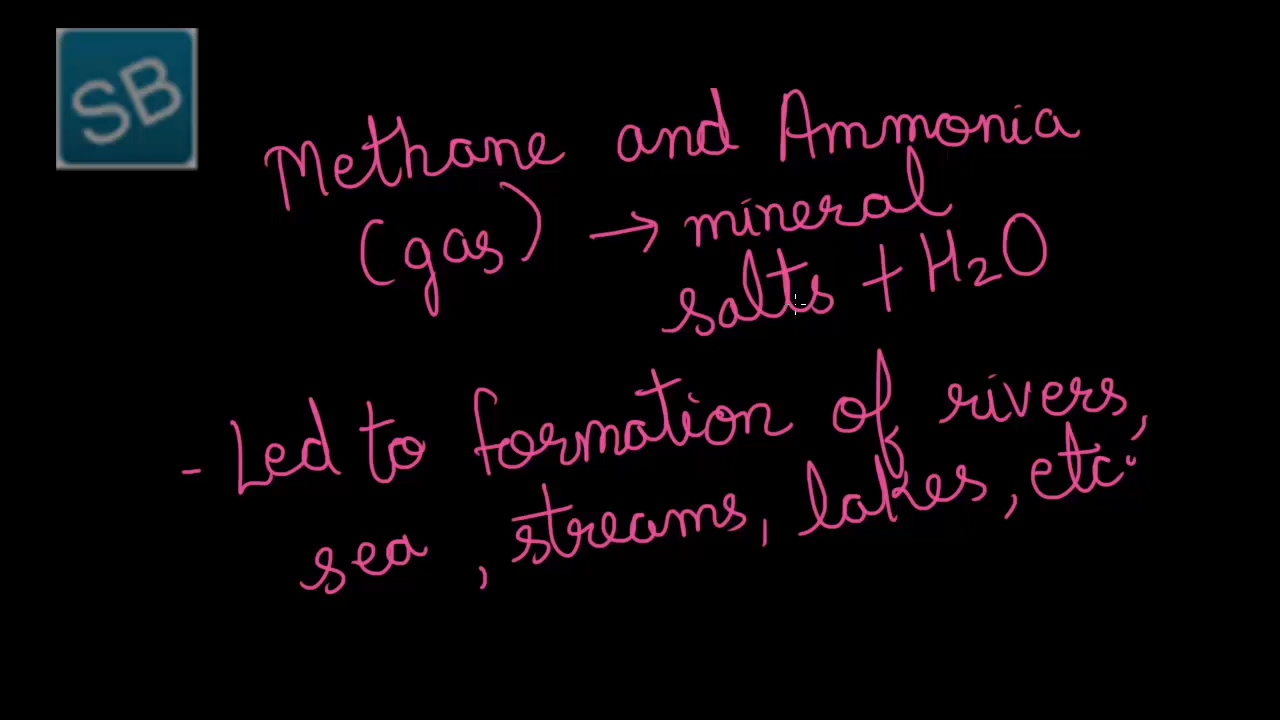 SB
Methane and Ammonia
(gas) → mineral
salts + H₂O
- Led to formation of rivers,
sea, streams, lakes, etc.